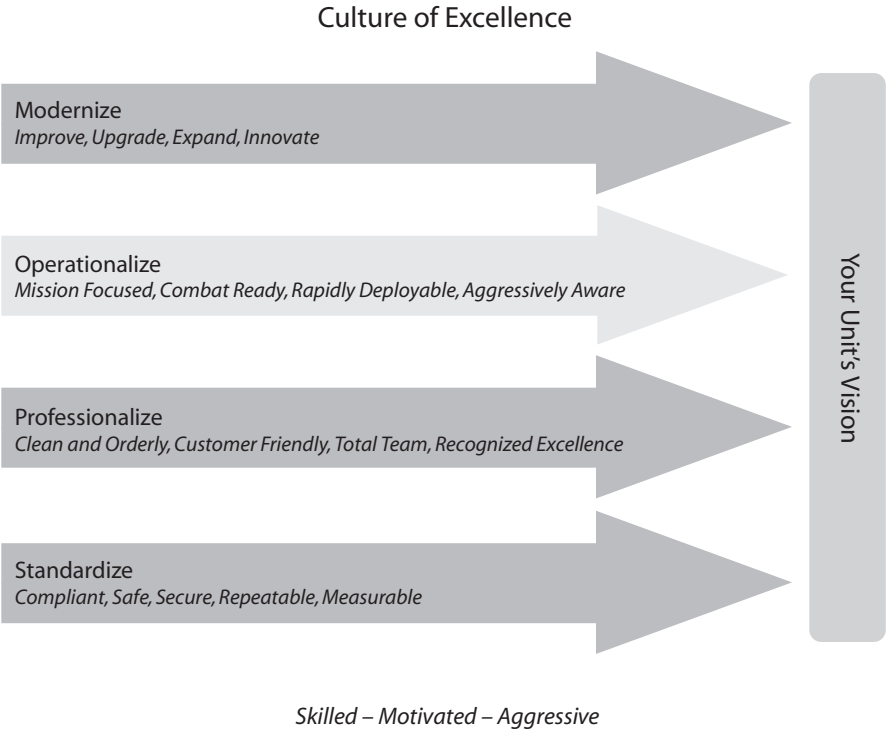 Culture of Excellence
Modernize
Improve, Upgrade, Expand, Innovate
Operationalize
Mission Focused, Combat Ready, Rapidly Deployable, Aggressively Aware
Professionalize
Clean and Orderly, Customer Friendly, Total Team, Recognized Excellence
Standardize
Compliant, Safe, Secure, Repeatable, Measurable
Your Unit's Vision
Skilled – Motivated – Aggressive